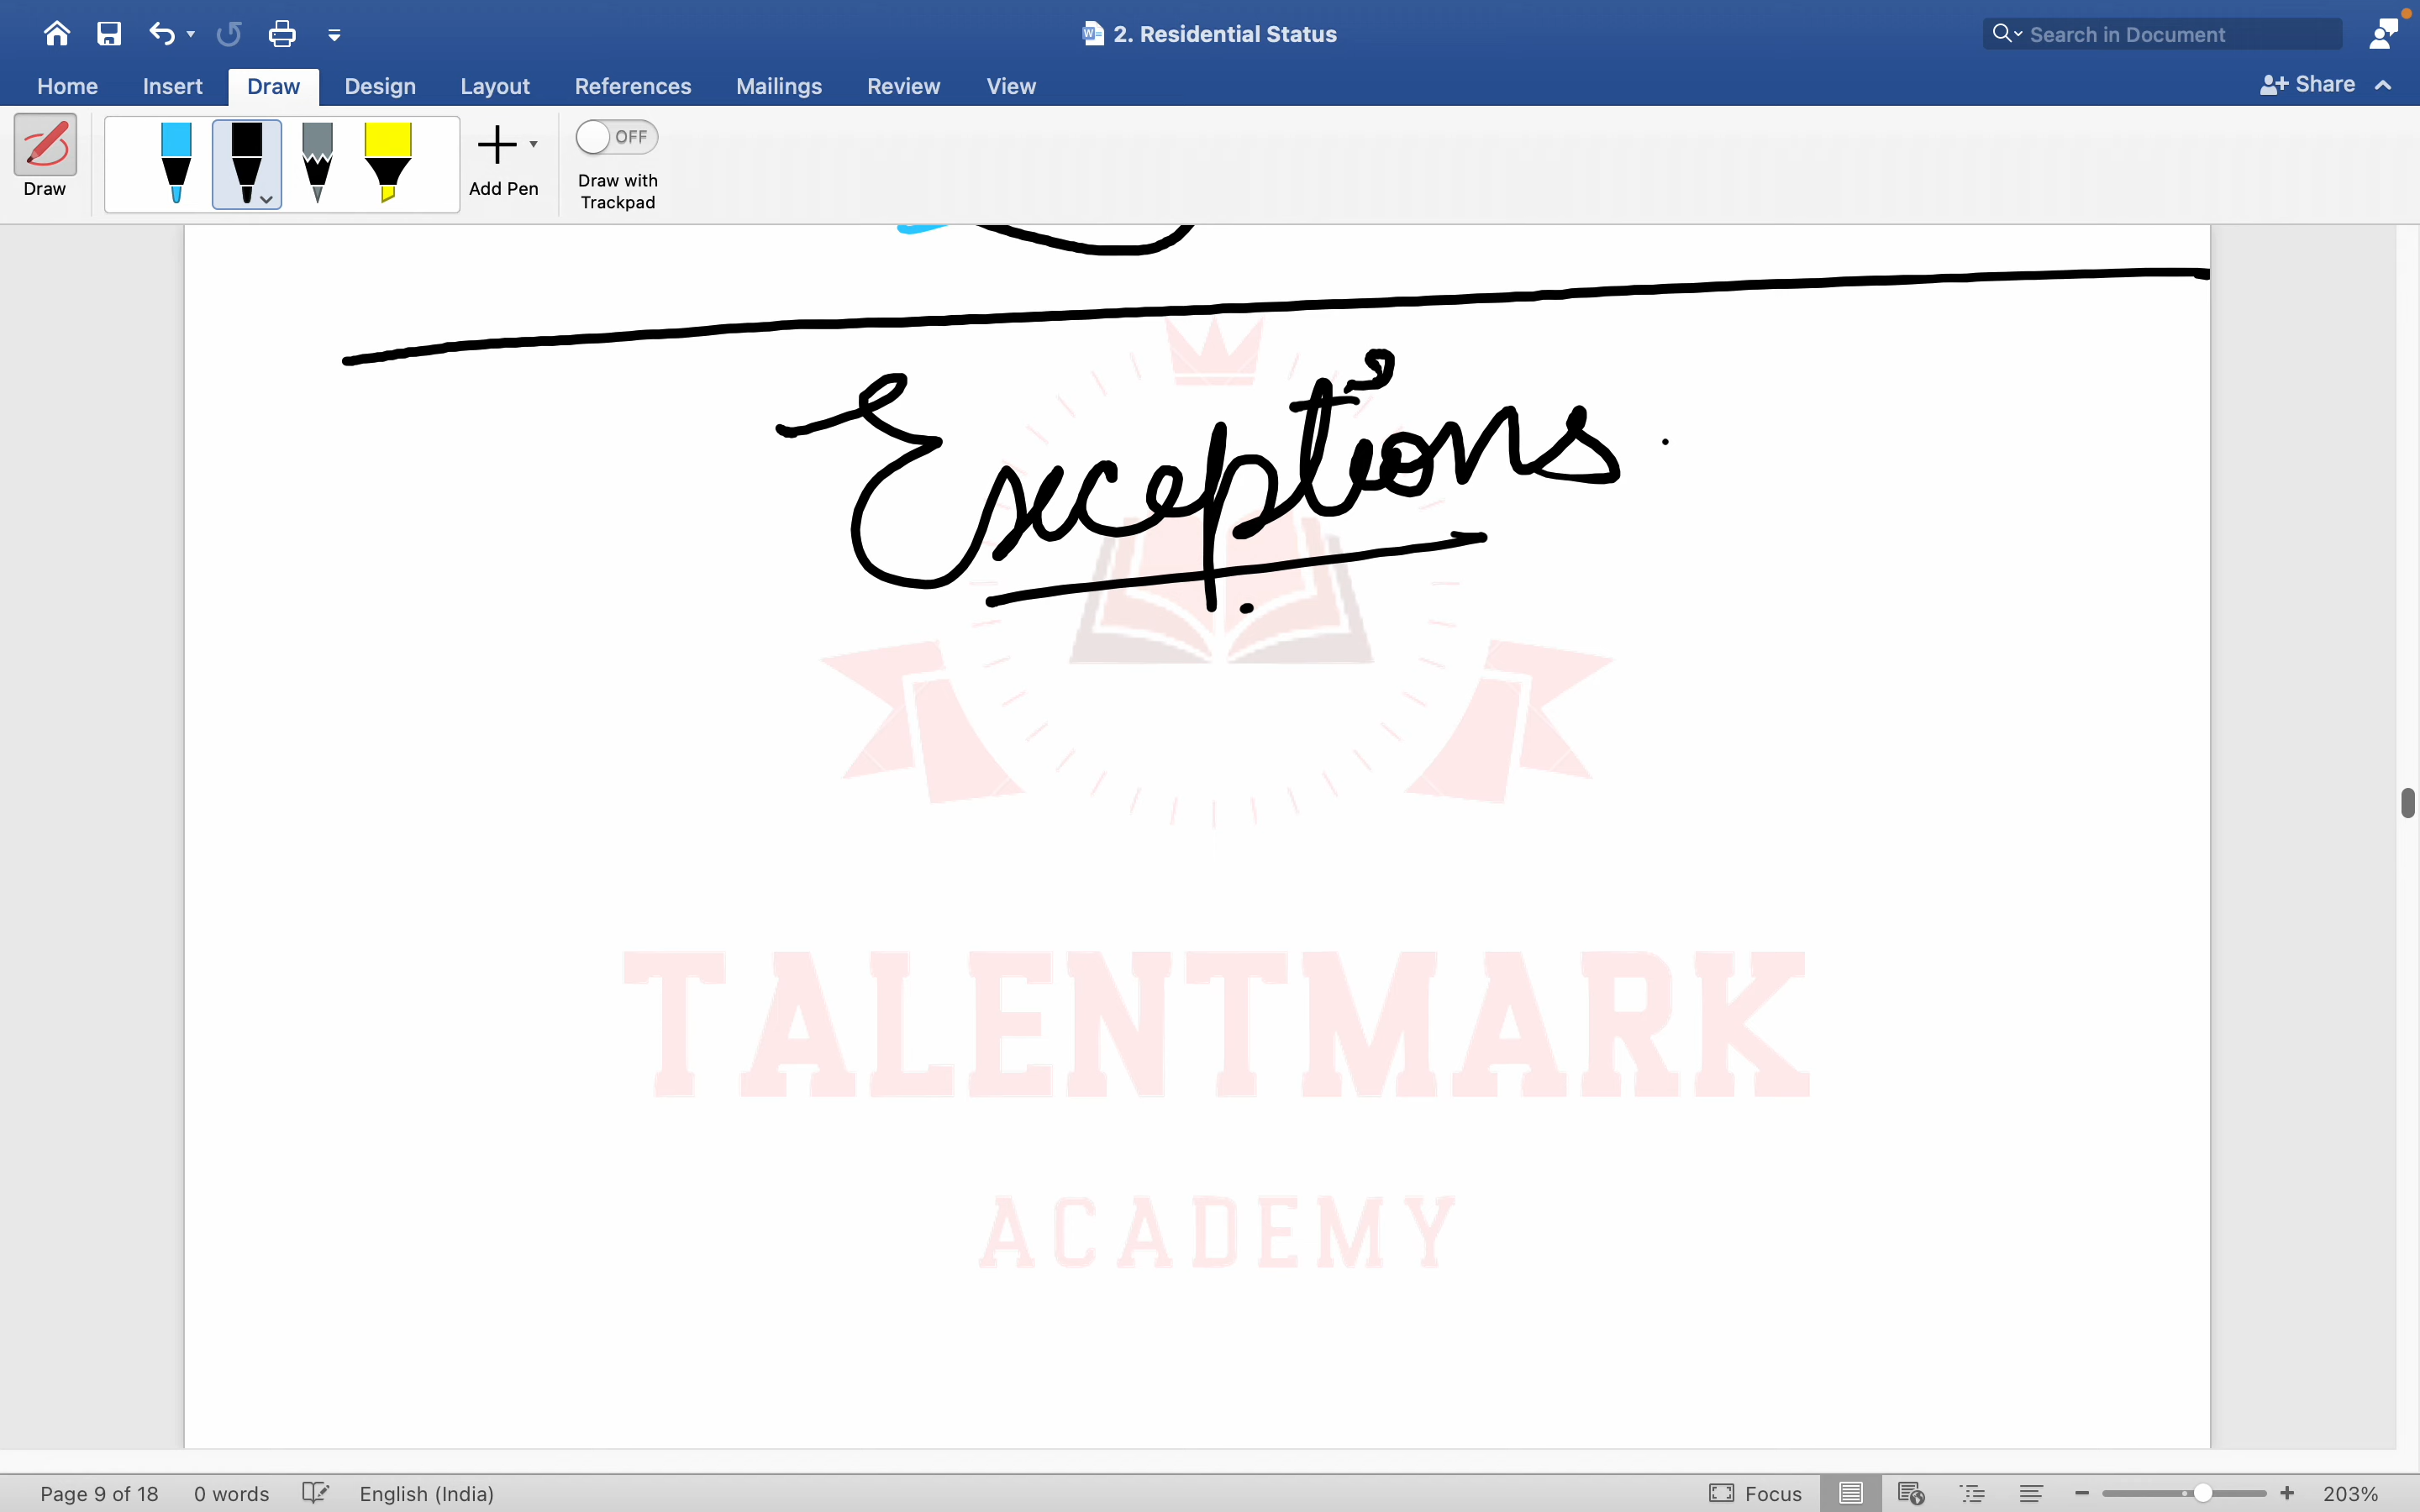 2. Residential Status
Search in Document
Home Insert Draw Design Layout References Mailings Review View
Share
Draw
Add Pen
OFF
Draw with
Trackpad
Exceptions.
TALENTMARK
ACADEMY
Page 9 of 18 0 words English (India) Focus 203%